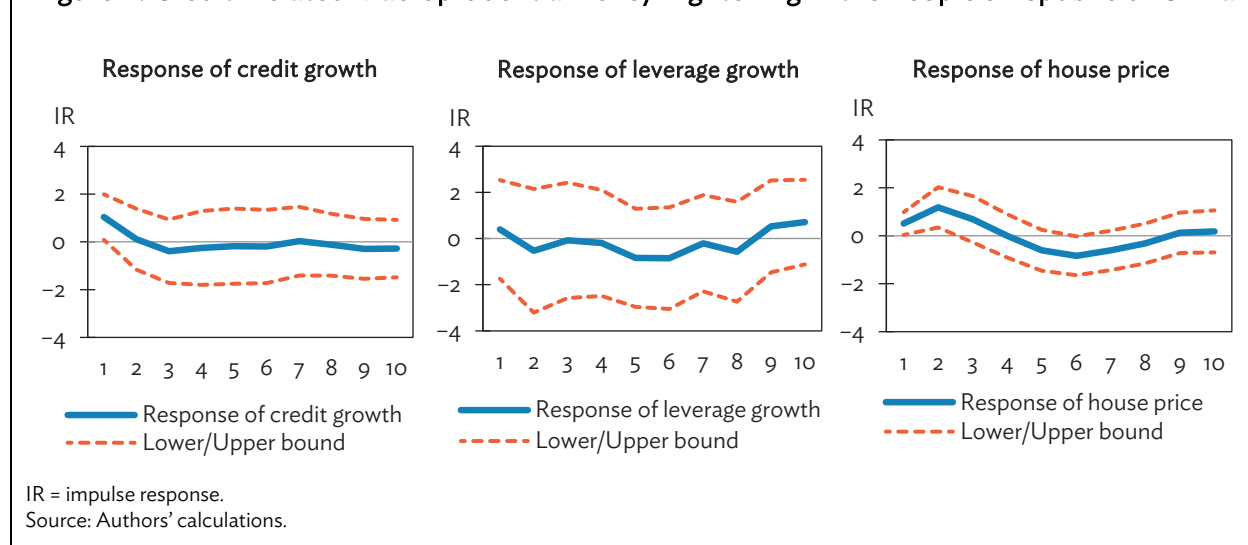 Response of credit growth
Response of leverage growth
Response of house price
IR
4
2
0
−2
−4
1 2 3 4 5 6 7 8 9 10
Response of credit growth
Lower/Upper bound
IR
4
2
0
−2
−4
1 2 3 4 5 6 7 8 9 10
Response of leverage growth
Lower/Upper bound
IR
4
2
0
−2
−4
1 2 3 4 5 6 7 8 9 10
Response of house price
Lower/Upper bound
IR = impulse response.
Source: Authors’ calculations.